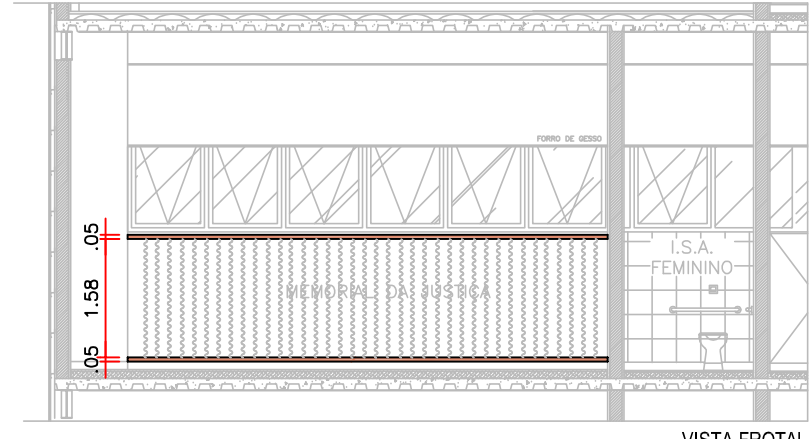 FORRO DE GESSO
.05
I.S.A.
FEMININO
1.58
MEMORIAL DA JUSTIÇA
.05
VISTA FROTAL